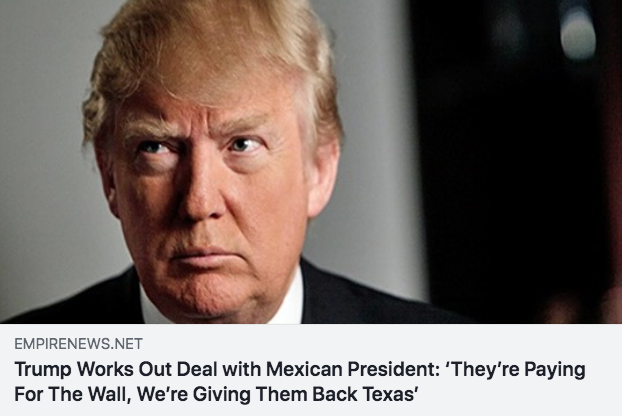 EMPIRENEWS.NET
Trump Works Out Deal with Mexican President: ‘They’re Paying
For The Wall, We’re Giving Them Back Texas’